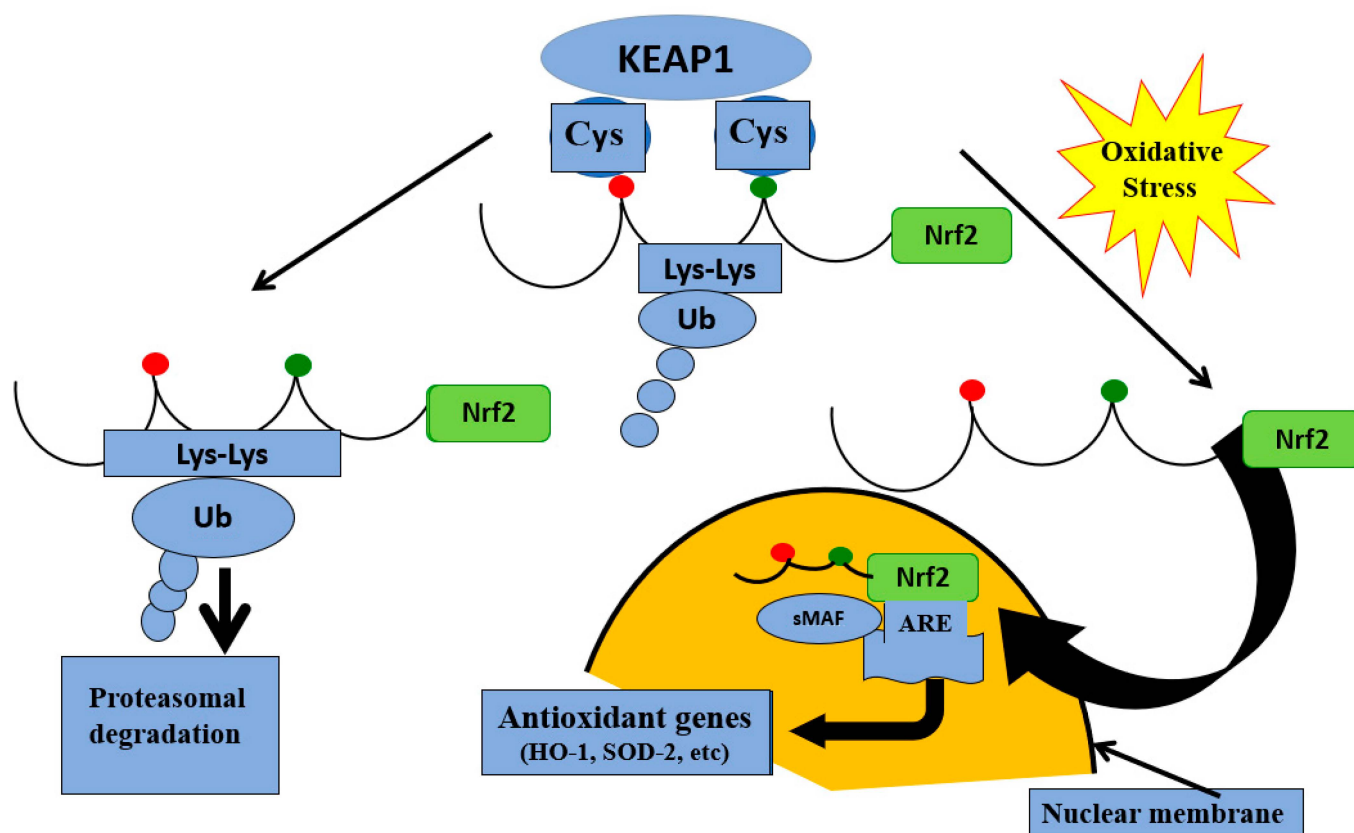 KEAP1
Cys
Cys
Oxidative
Stress
Nrf2
Lys-Lys
Ub
Nrf2
Lys-Lys
Ub
Nrf2
Nrf2
sMAF
ARE
Proteasomal
degradation
Antioxidant genes
(HO-1, SOD-2, etc)
Nuclear membrane